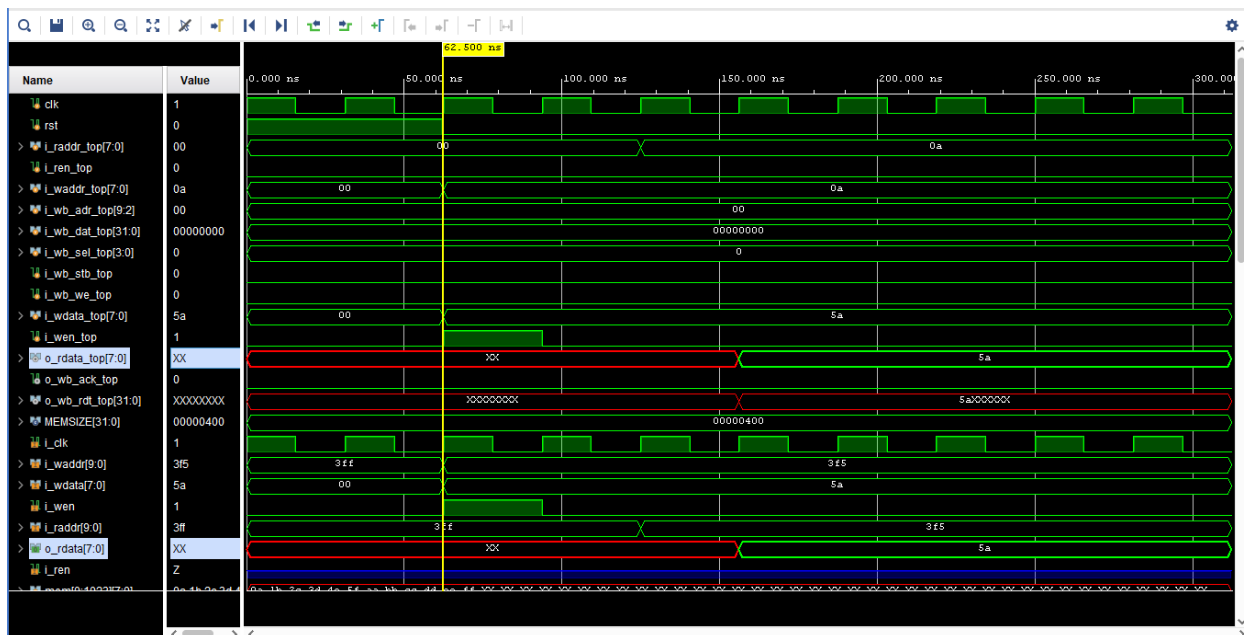 62.500 ns
Name Value 0.000 ns 50.000 ns 100.000 ns 150.000 ns 200.000 ns 250.000 ns 300.00
clk 1
rst 0
i_raddr_top[7:0] 00 00 0a
i_ren_top 0
i_waddr_top[7:0] 0a 00 0a
i_wb_adr_top[9:2] 00 00
i_wb_dat_top[31:0] 00000000 00000000
i_wb_sel_top[3:0] 0 0
i_wb_stb_top 0
i_wb_we_top 0
i_wdata_top[7:0] 5a 00 5a
i_wen_top 1
o_rdata_top[7:0] XX XX 5a
o_wb_ack_top 0
o_wb_rdt_top[31:0] XXXXXXXX XXXXXXXX 5aXXXXXX
MEMSIZE[31:0] 00000400 00000400
i_clk 1
i_waddr[9:0] 3f5 3ff 3f5
i_wdata[7:0] 5a 00 5a
i_wen 1
i_raddr[9:0] 3ff 3ff 3f5
o_rdata[7:0] XX XX 5a
i_ren Z